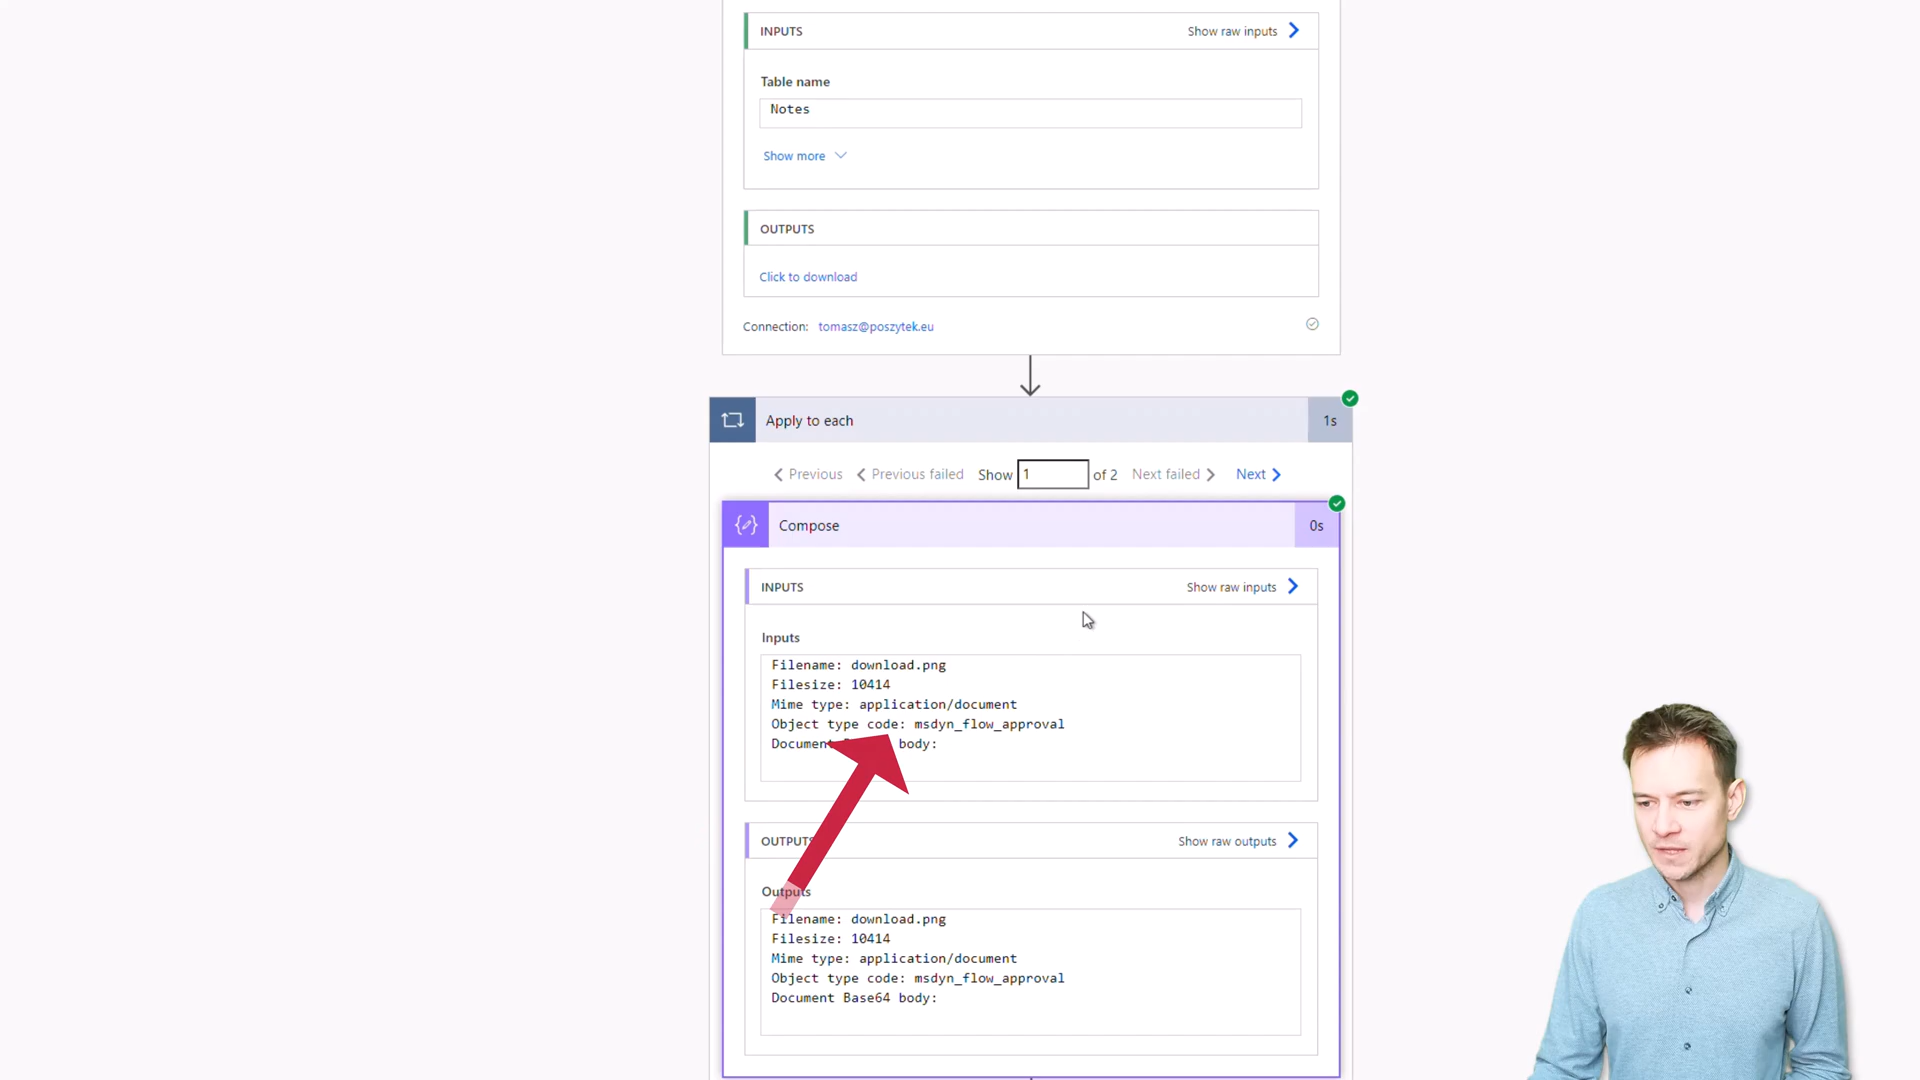 INPUTS
Show raw inputs
Table name
Notes
Show more
OUTPUTS
Click to download
Connection: tomasz@poszytek.eu
Apply to each
1s
Previous
Previous failed
Show 1 of 2
Next failed
Next
Compose
0s
INPUTS
Show raw inputs
Inputs
Filename: download.png
Filesize: 10414
Mime type: application/document
Object type code: msdyn_flow_approval
Document body:
OUTPUTS
Show raw outputs
Outputs
Filename: download.png
Filesize: 10414
Mime type: application/document
Object type code: msdyn_flow_approval
Document Base64 body: